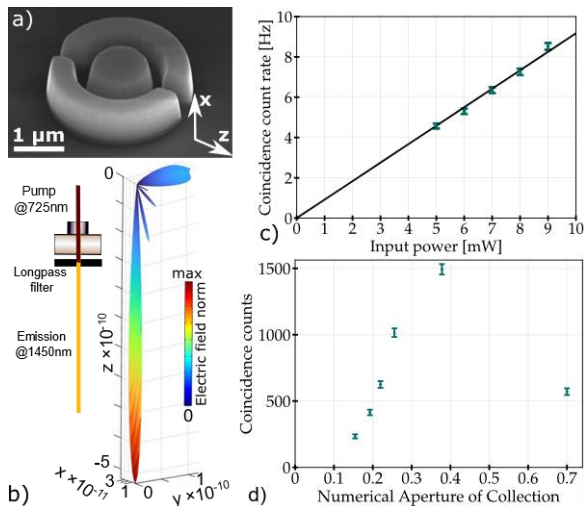 a)
x
z
1 µm
Pump
@725nm
Longpass
filter
Emission
@1450nm
0
z ×10⁻¹⁰
-5
3
x ×10⁻¹¹
1
0
1
y ×10⁻¹⁰
max
Electric field norm
0
b)
10
8
6
4
2
0
Coincidence count rate [Hz]
0 1 2 3 4 5 6 7 8 9 10
Input power [mW]
c)
1500
1000
500
0
Coincidence counts
0 0.1 0.2 0.3 0.4 0.5 0.6 0.7
Numerical Aperture of Collection
d)